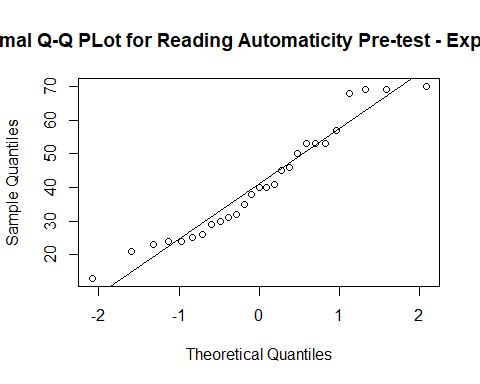 mal Q-Q PLot for Reading Automaticity Pre-test - Exp
70
60
50
40
30
20
Sample Quantiles
-2 -1 0 1 2
Theoretical Quantiles